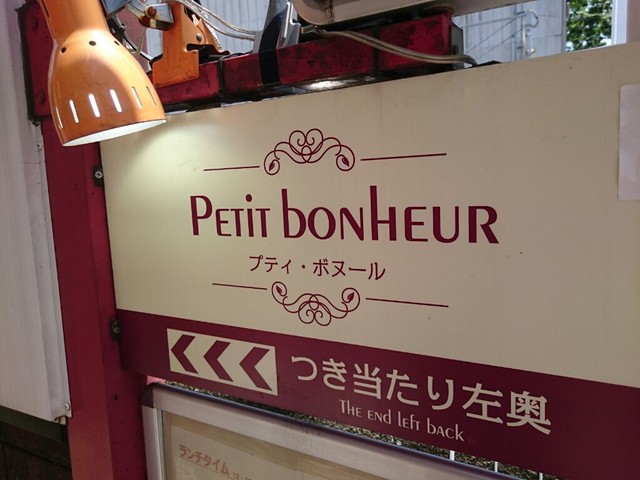 Petit bonheur
プティ・ボヌール
つき当たり左奥
The end left back
ランチタイム